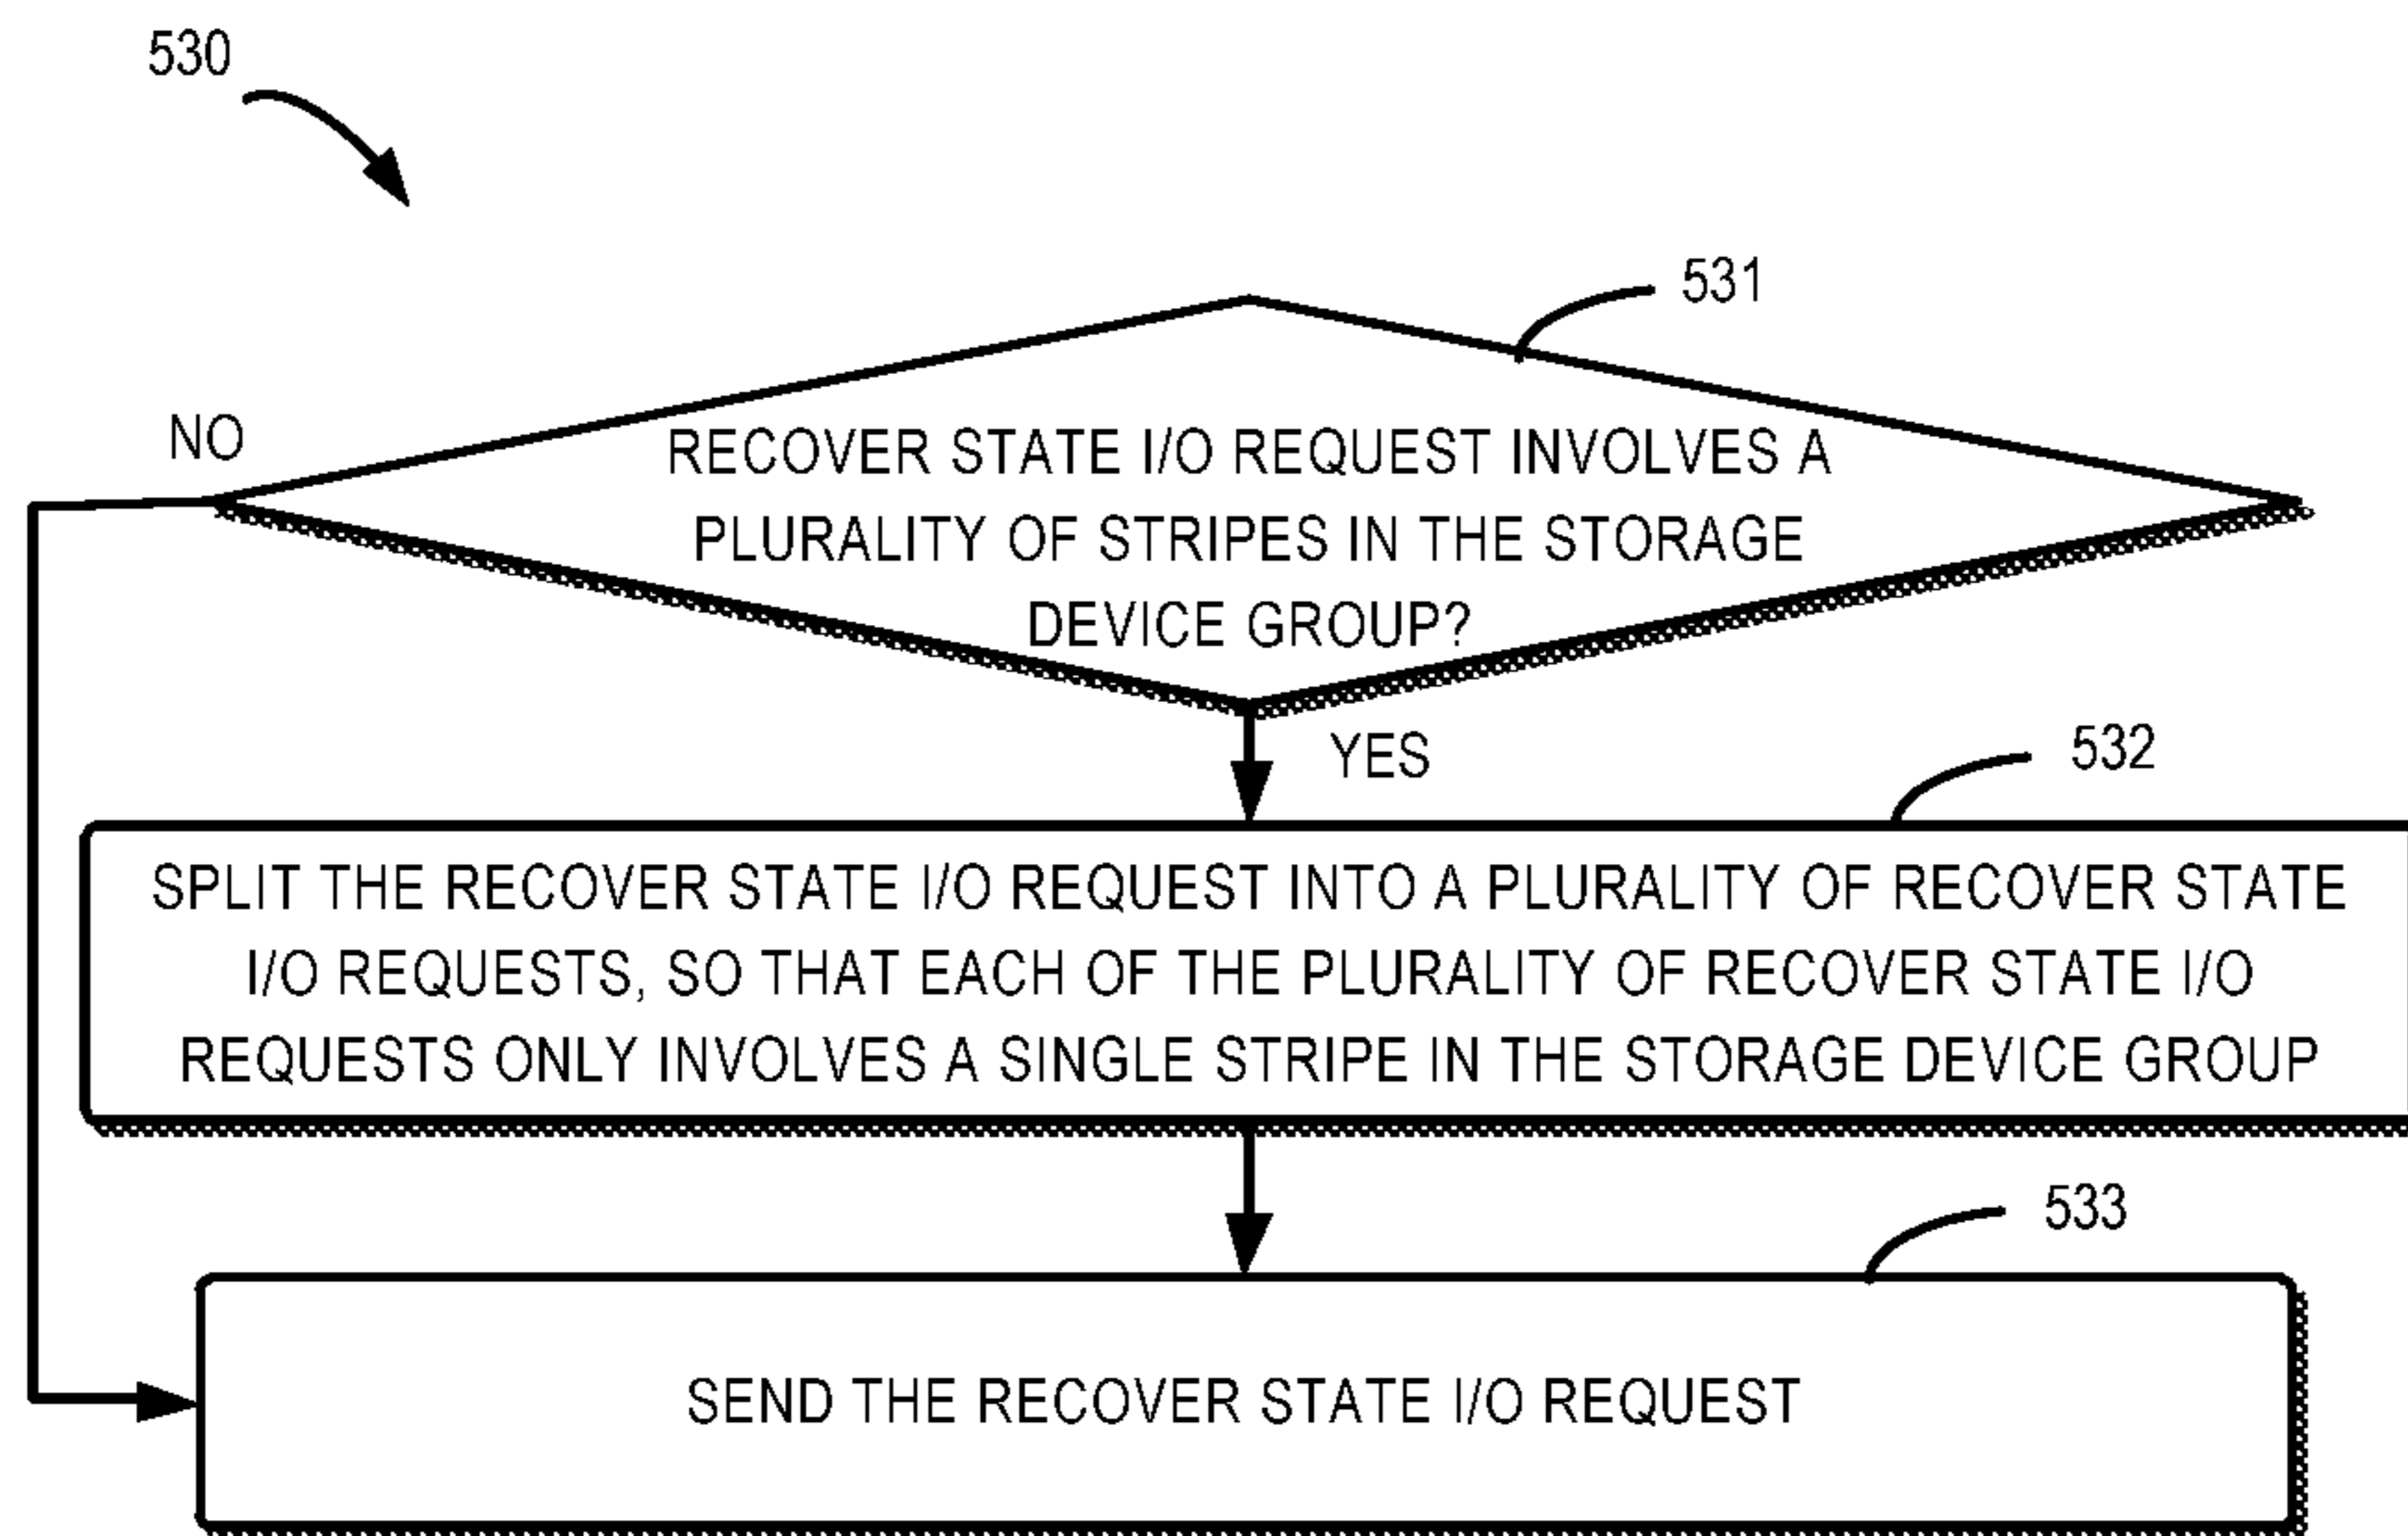 530
531
NO
RECOVER STATE I/O REQUEST INVOLVES A
PLURALITY OF STRIPES IN THE STORAGE
DEVICE GROUP?
YES
532
SPLIT THE RECOVER STATE I/O REQUEST INTO A PLURALITY OF RECOVER STATE
I/O REQUESTS, SO THAT EACH OF THE PLURALITY OF RECOVER STATE I/O
REQUESTS ONLY INVOLVES A SINGLE STRIPE IN THE STORAGE DEVICE GROUP
533
SEND THE RECOVER STATE I/O REQUEST